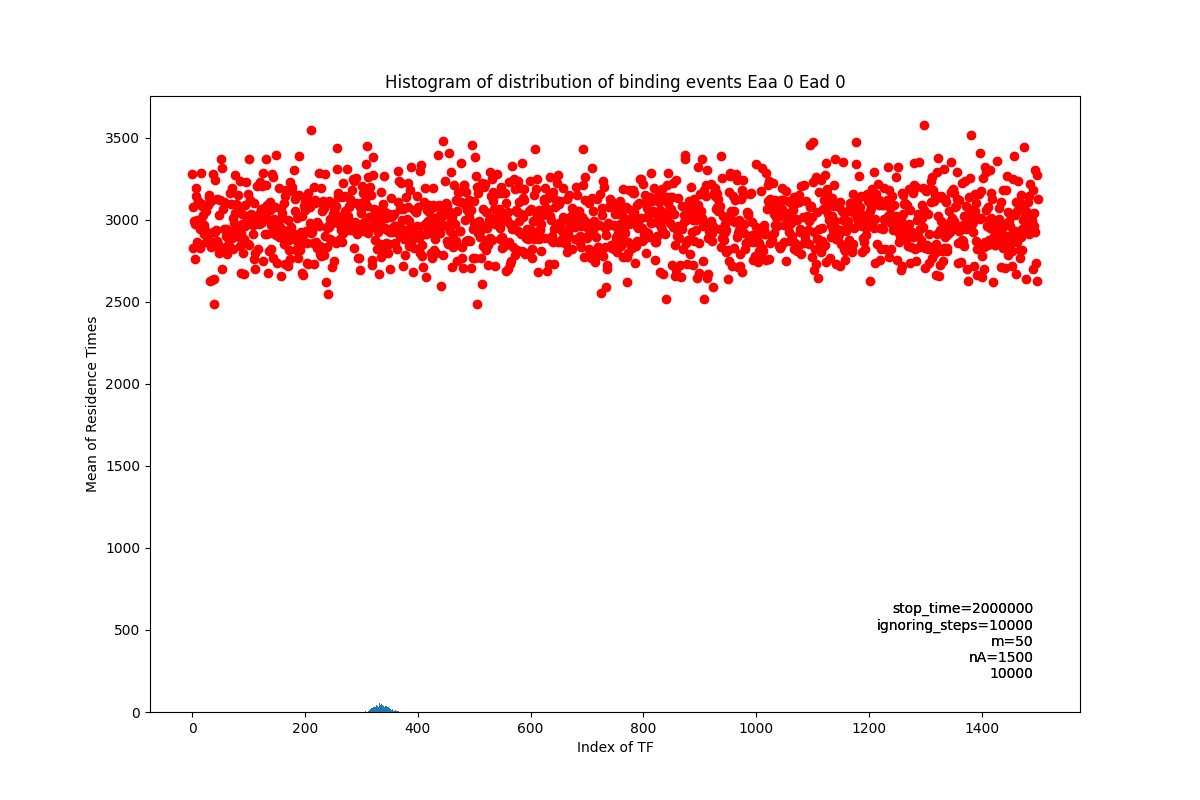 Histogram of distribution of binding events Eaa 0 Ead 0
3500
3000
2500
2000
1500
1000
500
0
Mean of Residence Times
stop_time=2000000
ignoring_steps=10000
m=50
nA=1500
10000
0 200 400 600 800 1000 1200 1400
Index of TF